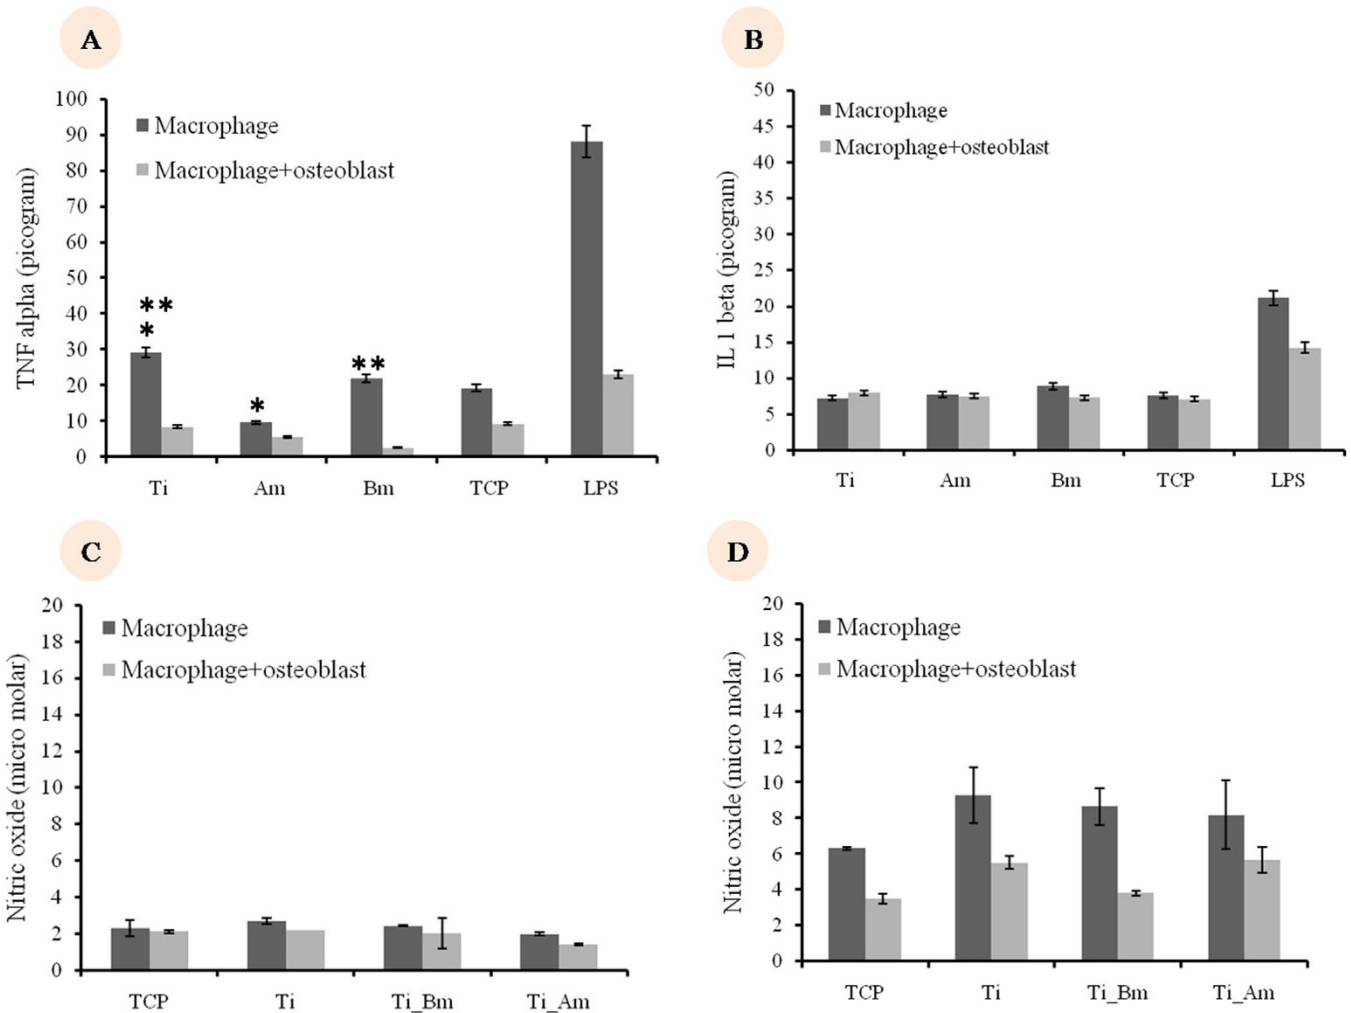 A
TNF alpha (picogram)
100
90
80
70
60
50
40
30
20
10
0
Macrophage
Macrophage+osteoblast
**
*
*
**
Ti Am Bm TCP LPS
B
IL 1 beta (picogram)
50
45
40
35
30
25
20
15
10
5
0
Macrophage
Macrophage+osteoblast
Ti Am Bm TCP LPS
C
Nitric oxide (micro molar)
20
18
16
14
12
10
8
6
4
2
0
Macrophage
Macrophage+osteoblast
TCP Ti Ti_Bm Ti_Am
D
Nitric oxide (micro molar)
20
18
16
14
12
10
8
6
4
2
0
Macrophage
Macrophage+osteoblast
TCP Ti Ti_Bm Ti_Am